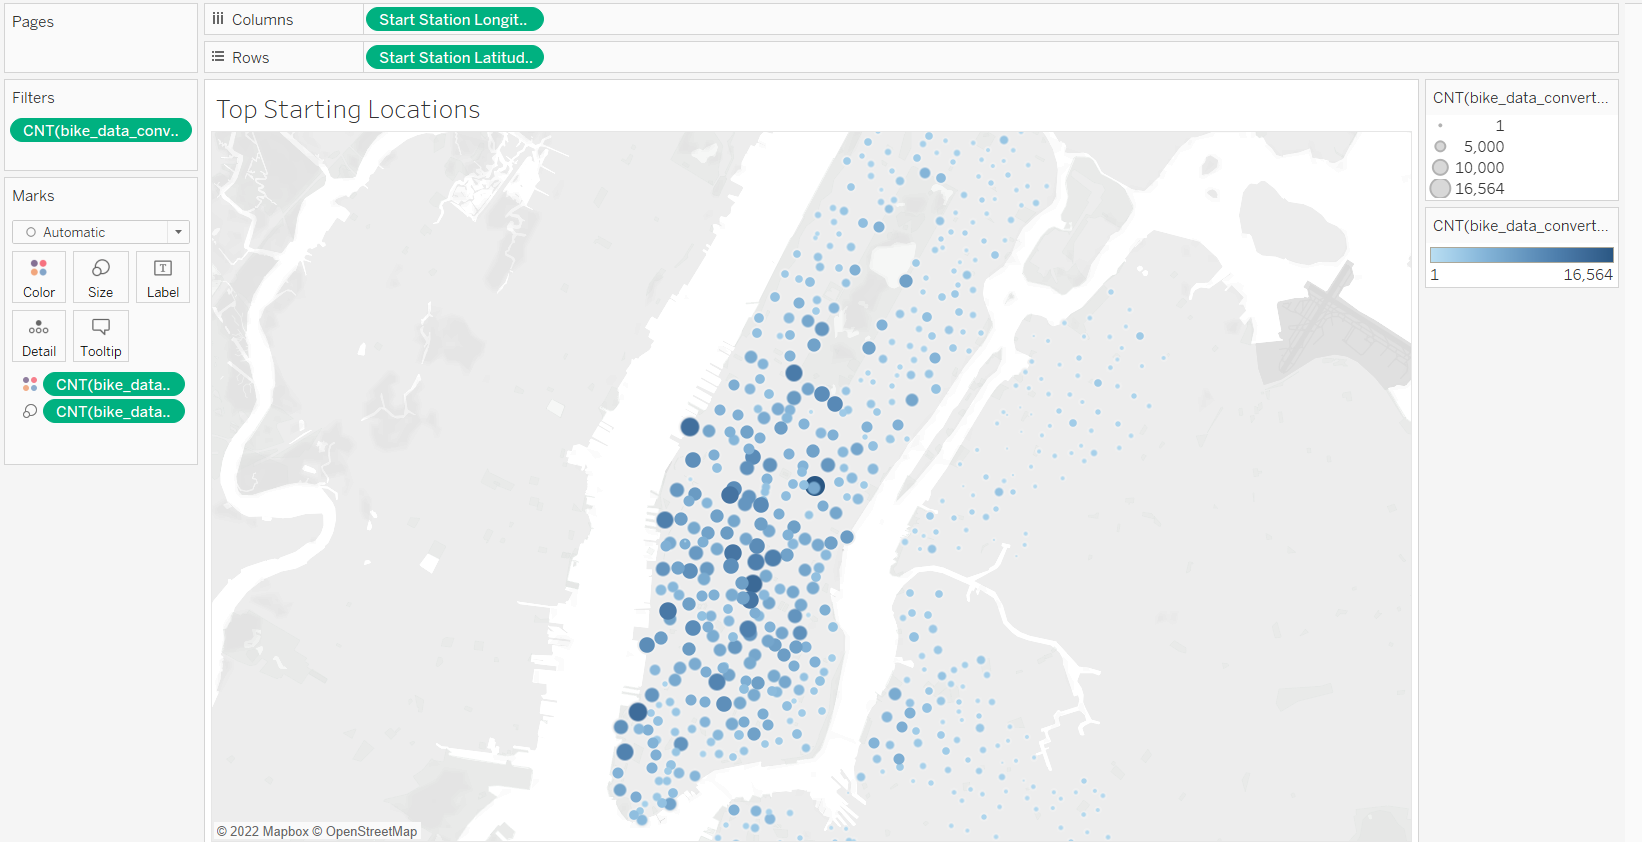 Pages
Columns
Start Station Longit..
Rows
Start Station Latitud..
Filters
CNT(bike_data_conv..
Marks
Automatic
Color
Size
Label
Detail
Tooltip
CNT(bike_data..
CNT(bike_data..
Top Starting Locations
© 2022 Mapbox © OpenStreetMap
CNT(bike_data_convert...
1
5,000
10,000
16,564
CNT(bike_data_convert...
1 16,564